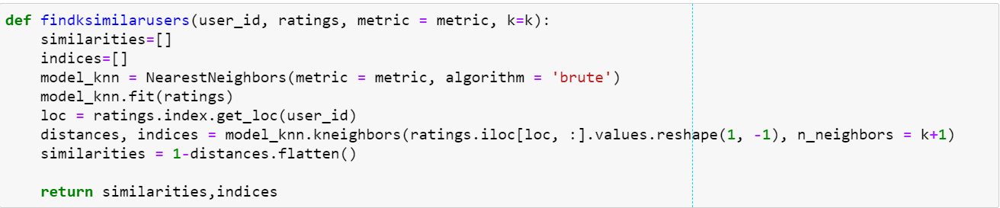 def findksimilarusers(user_id, ratings, metric = metric, k=k):
    similarities=[]
    indices=[]
    model_knn = NearestNeighbors(metric = metric, algorithm = 'brute')
    model_knn.fit(ratings)
    loc = ratings.index.get_loc(user_id)
    distances, indices = model_knn.kneighbors(ratings.iloc[loc, :].values.reshape(1, -1), n_neighbors = k+1)
    similarities = 1-distances.flatten()
    return similarities,indices